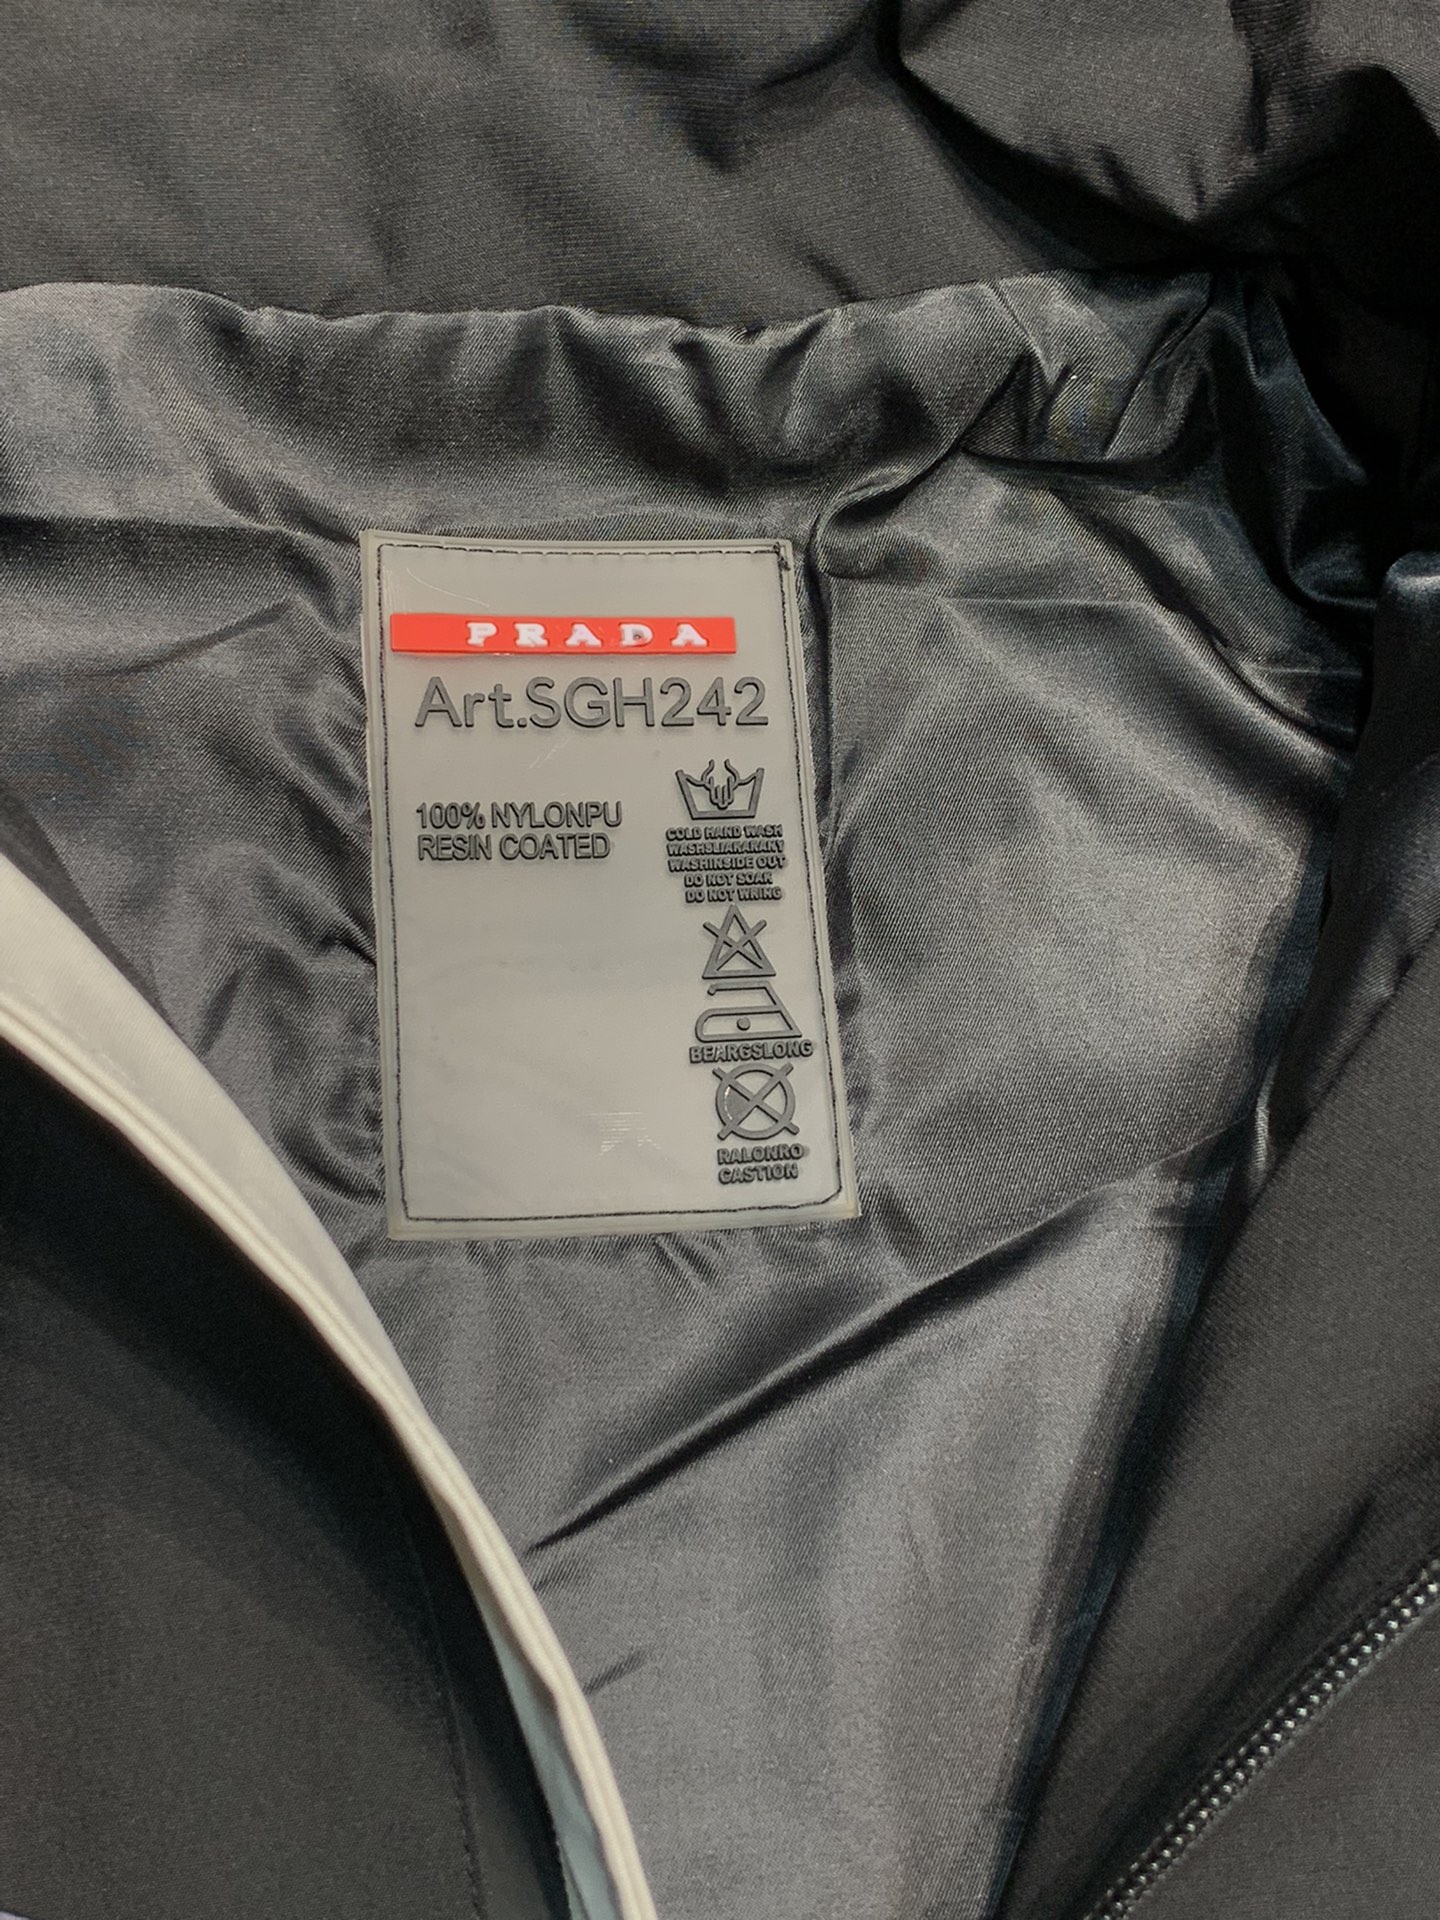 PRADA
Art.SGH242
100% NYLONPU
RESIN COATED
COLD HAND WASH
WASHSLIAKARAKY
WASHINSIDE OUT
DO NOT SOAK
DO NOT WRING
BEARGSLONG
RALONRO
CASTION